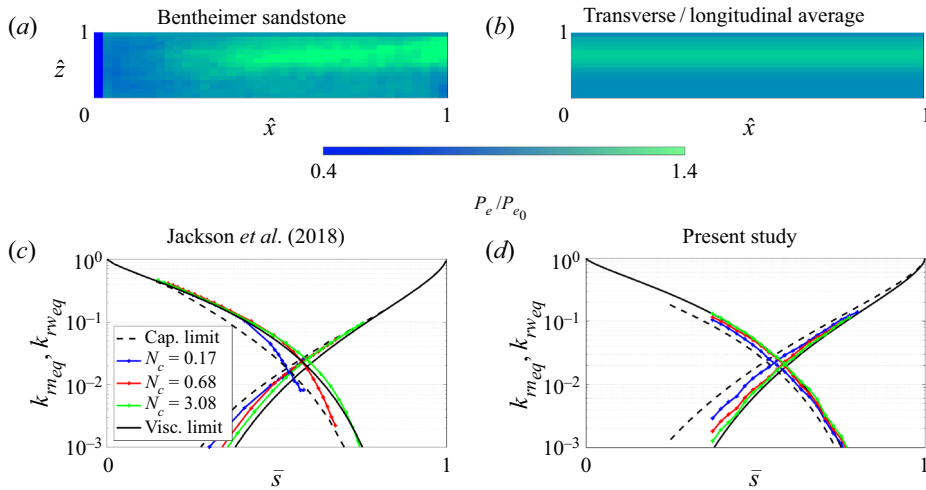 (a) Bentheimer sandstone
(b) Transverse / longitudinal average
1
1
ẑ
0 x̂ 1
0 x̂ 1
0.4 1.4
P_e/P_{e_0}
(c) Jackson et al. (2018)
(d) Present study
10^0
10^{-1}
10^{-2}
10^{-3}
k_{rn_{eq}}, k_{rw_{eq}}
Cap. limit
N_c = 0.17
N_c = 0.68
N_c = 3.08
Visc. limit
0 s̄ 1
10^0
10^{-1}
10^{-2}
10^{-3}
k_{rn_{eq}}, k_{rw_{eq}}
0 s̄ 1